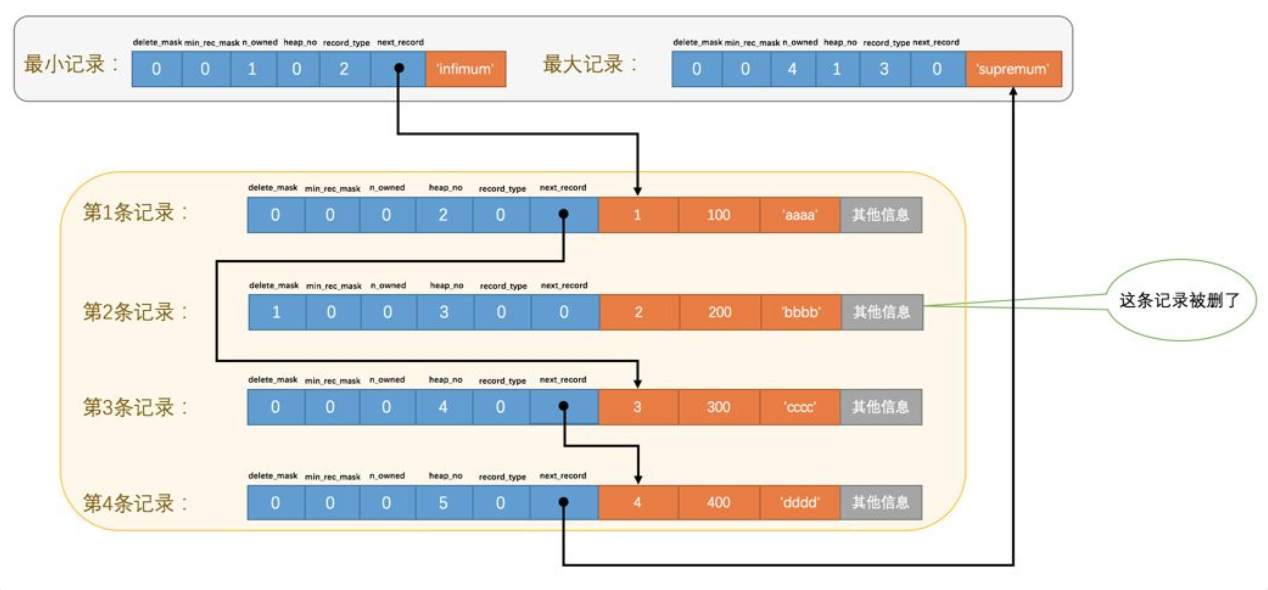 delete_mask min_rec_mask n_owned heap_no record_type next_record
最小记录： 0 0 1 0 2 'infimum'
delete_mask min_rec_mask n_owned heap_no record_type next_record
最大记录： 0 0 4 1 3 0 'supremum'
delete_mask min_rec_mask n_owned heap_no record_type next_record
第1条记录： 0 0 0 2 0 1 100 'aaaa' 其他信息
delete_mask min_rec_mask n_owned heap_no record_type next_record
第2条记录： 1 0 0 3 0 0 2 200 'bbbb' 其他信息
这条记录被删了
delete_mask min_rec_mask n_owned heap_no record_type next_record
第3条记录： 0 0 0 4 0 3 300 'cccc' 其他信息
delete_mask min_rec_mask n_owned heap_no record_type next_record
第4条记录： 0 0 0 5 0 4 400 'dddd' 其他信息